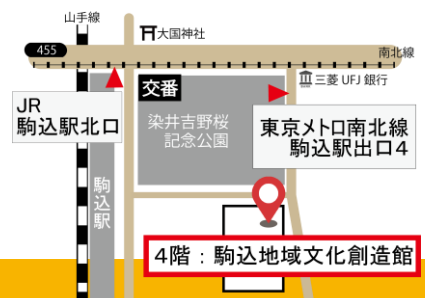 山手線
大国神社
455
南北線
三菱 UFJ 銀行
交番
JR
駒込駅北口
染井吉野桜
記念公園
東京メトロ南北線
駒込駅出口4
駒込駅
4階：駒込地域文化創造館